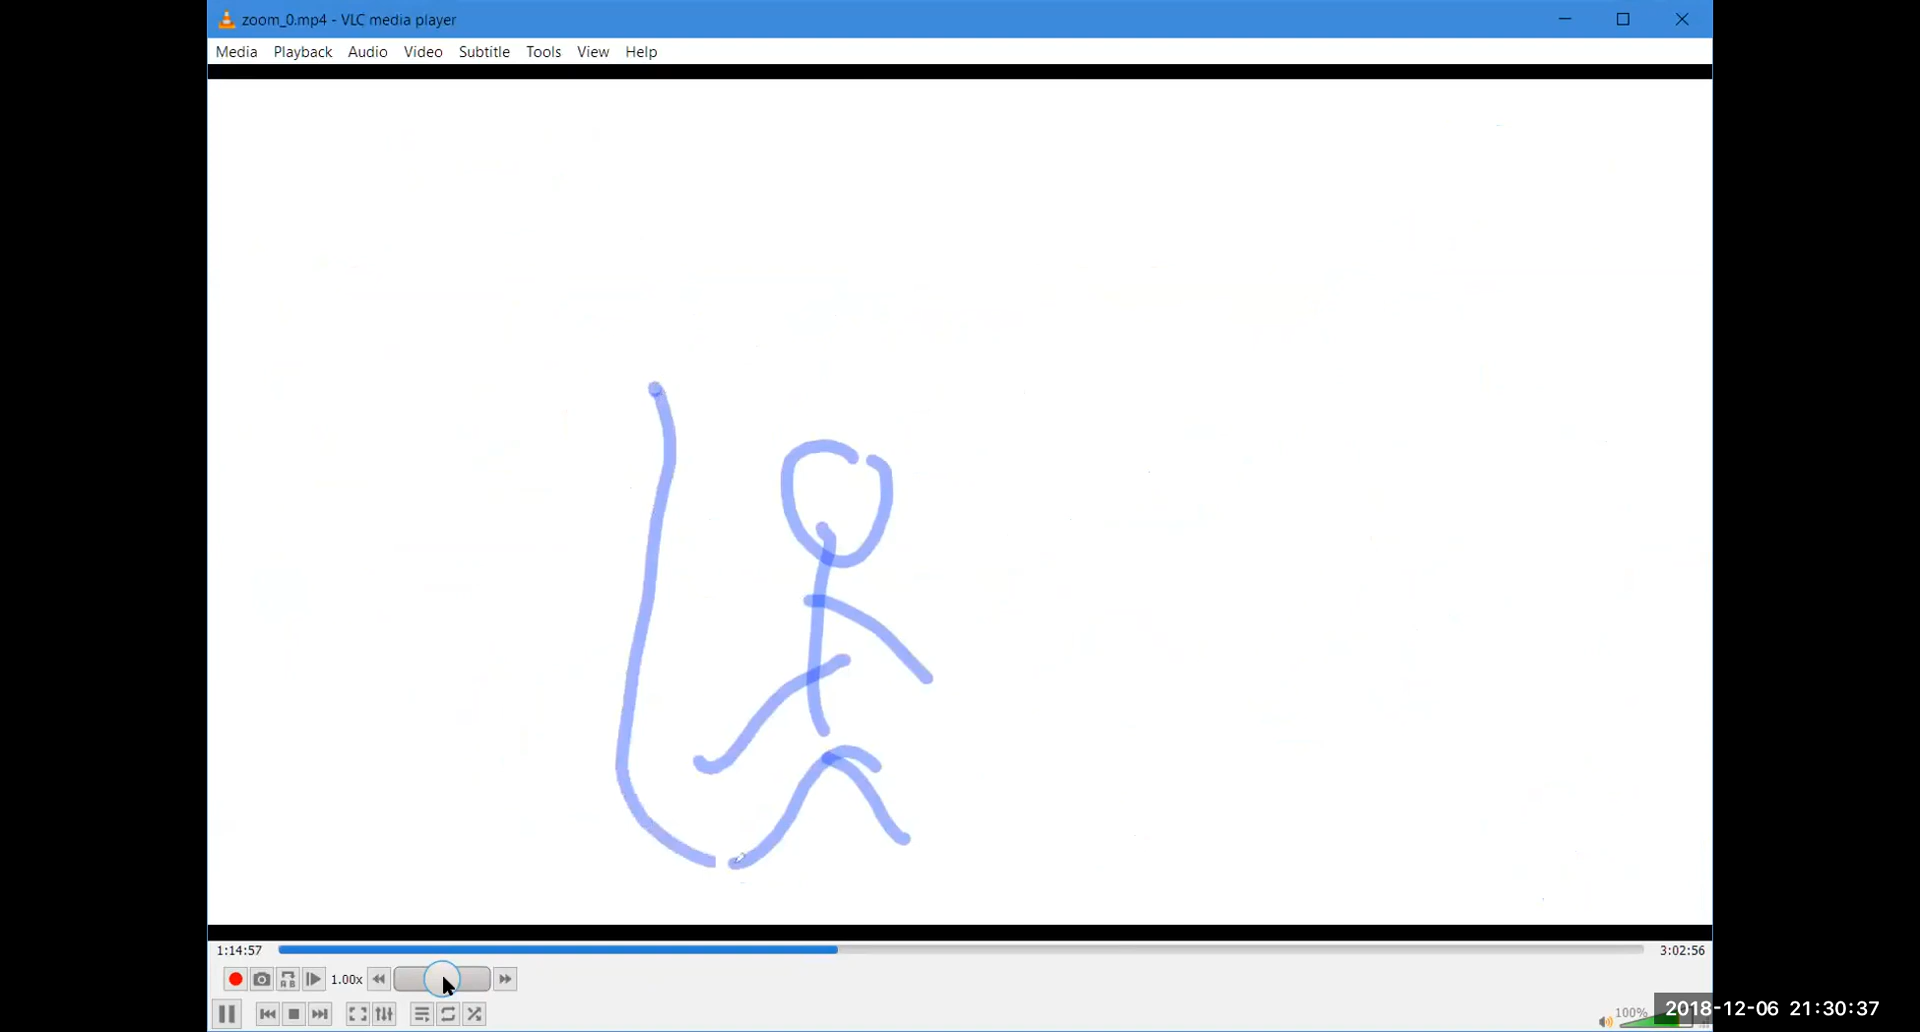 zoom_0.mp4 - VLC media player
Media Playback Audio Video Subtitle Tools View Help
1:14:57 3:02:56
A B
1.00x
100%
2018-12-06 21:30:37